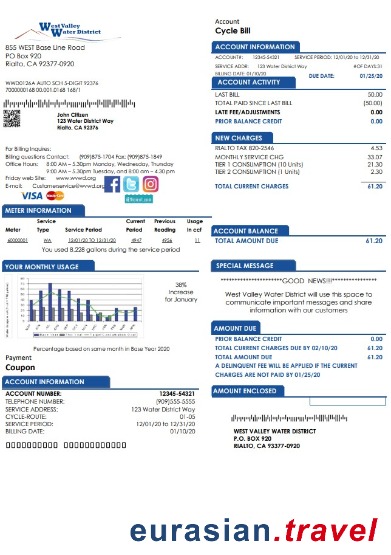 West Valley
Water District
855 WEST Base Line Road
PO Box 920
Rialto, CA 92377-0920
WWD0126A AUTO SCH 5-DIGIT 92376
7000000168 00.001.0168 168/1
John Citizen
123 Water District Way
Rialto, CA 92376
For Billing Inquires:
Billing questions Contact: (909)875-1704 Fax: (909)875-1849
Office Hours: 8:00 AM – 5:30pm Monday, Wednesday, Thursday
9:00 AM – 5:30pm Tuesday, and 8:00 am – 4:30 pm
Friday web Site: www.wvwd.org
E-mail: Customerservice@wvwd.org
VISA
METER INFORMATION
Meter Service Type Service Period Current Period Previous Reading Usage in ccf
60000001 WA 12/01/20 TO 12/31/20 4947 4936 11
You used 8,228 gallons during the service period
YOUR MONTHLY USAGE
38%
Increase
for January
Percentage based on same month in Base Year 2020
Payment
Coupon
ACCOUNT INFORMATION
ACCOUNT NUMBER: 12345-54321
TELEPHONE NUMBER: (909)555-5555
SERVICE ADDRESS: 123 Water District Way
CYCLE-ROUTE: 01-05
SERVICE PERIOD: 12/01/20 to 12/31/20
BILLING DATE: 01/10/20
Account
Cycle Bill
ACCOUNT INFORMATION
ACCOUNT#: 12345-54321 SERVICE PERIOD: 12/01/20 to 12/31/20
SERVICE ADDR: 123 Water District Way # OF DAYS:31
BILLING DATE: 01/10/20 DUE DATE: 01/25/20
ACCOUNT ACTIVITY
LAST BILL 50.00
TOTAL PAID SINCE LAST BILL (50.00)
LATE FEE/ADJUSTMENTS 0.00
PRIOR BALANCE CREDIT 0.00
NEW CHARGES
RIALTO TAX 820-2546 4.53
MONTHLY SERVICE CHG 33.07
TIER 1 CONSUMPTION (10 Units) 21.30
TIER 2 CONSUMPTION (1 Units) 2.30
TOTAL CURRENT CHARGES 61.20
ACCOUNT BALANCE
TOTAL AMOUNT DUE 61.20
SPECIAL MESSAGE
**********************GOOD NEWS!!!****************
West Valley Water District will use this space to
communicate important messages and share
information with our customers
AMOUNT DUE
PRIOR BALANCE CREDIT 0.00
TOTAL CURRENT CHARGES DUE BY 02/10/20 61.20
TOTAL AMOUNT DUE 61.20
A DELINQUENT FEE WILL BE APPLIED IF THE CURRENT
CHARGES ARE NOT PAID BY 01/25/20
AMOUNT ENCLOSED
WEST VALLEY WATER DISTRICT
P.O. BOX 920
RIALTO, CA 93377-0920
eurasian.travel